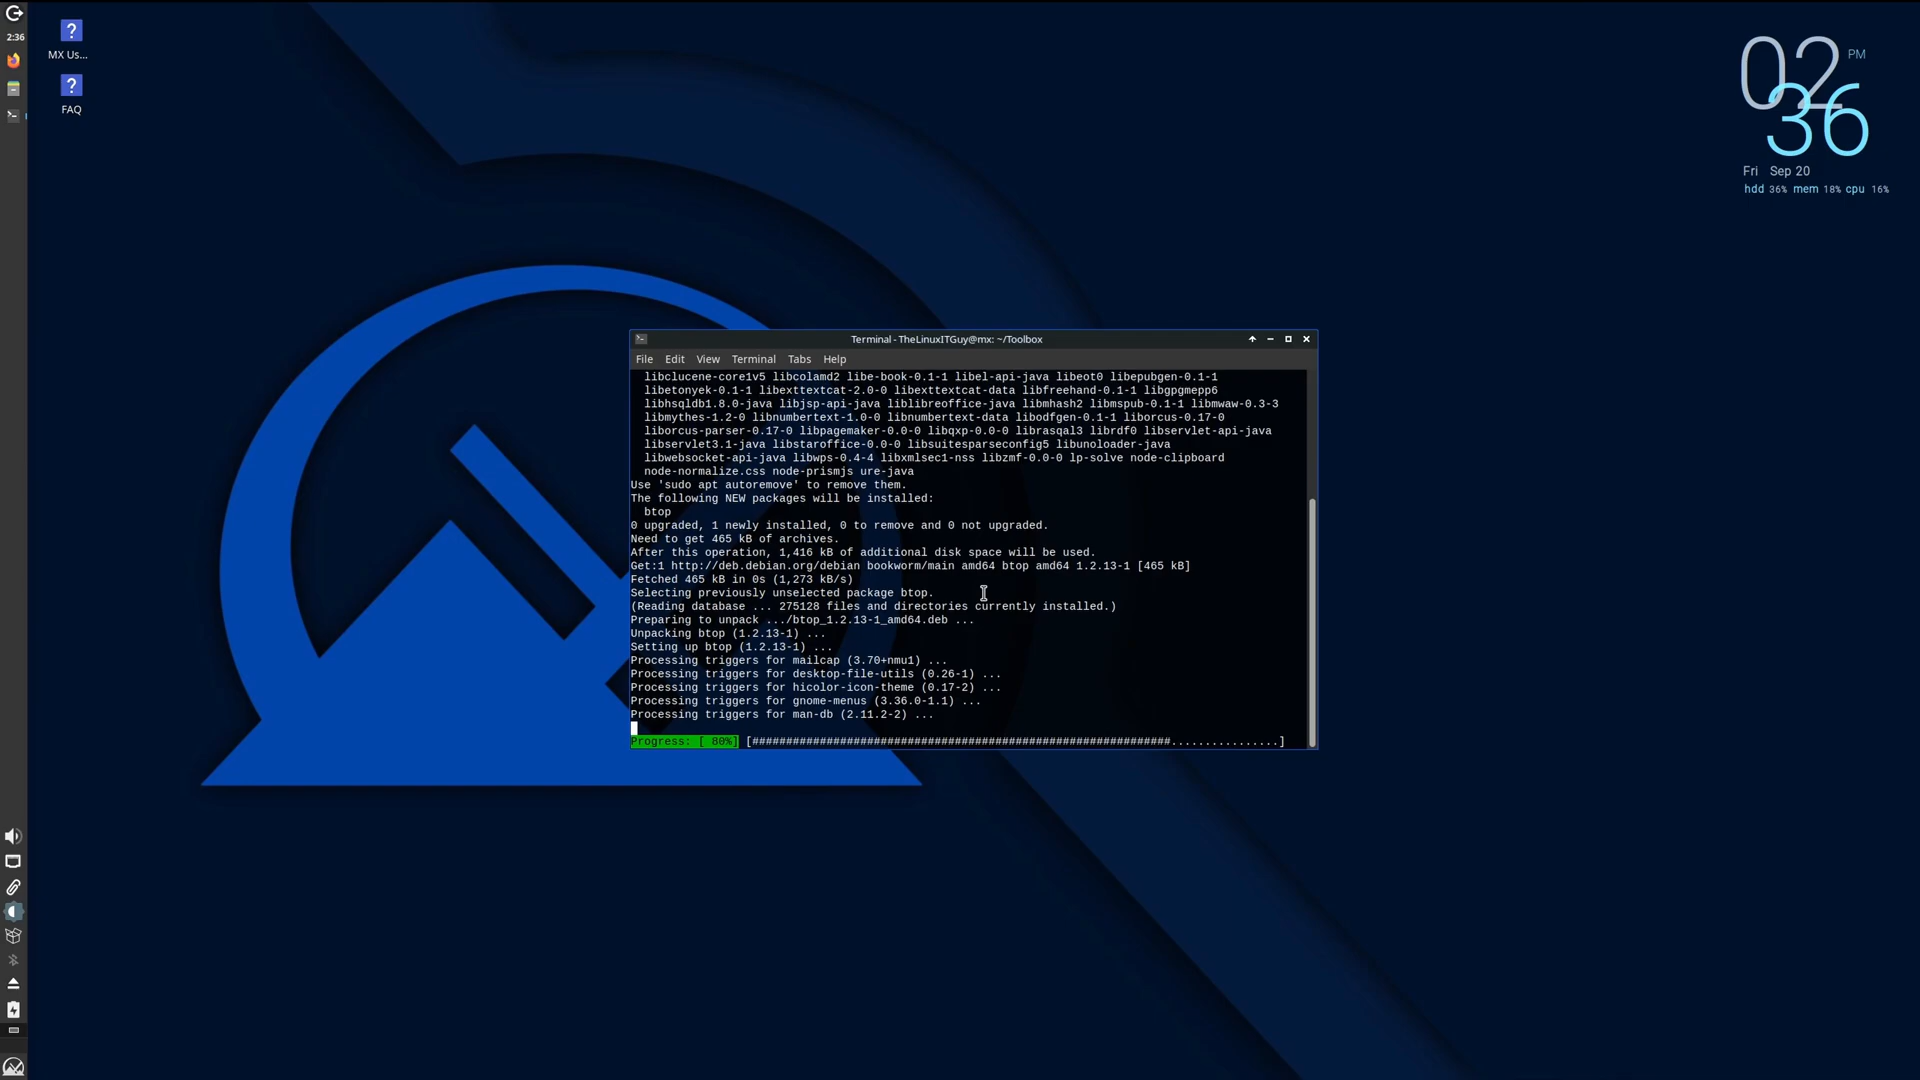 2:36
MX Us...
FAQ
02 PM
36
Fri Sep 20
hdd 36% mem 18% cpu 16%
Terminal - TheLinuxITGuy@mx: ~/Toolbox
File Edit View Terminal Tabs Help
libclucene-core1v5 libcolamd2 libe-book-0.1-1 libel-api-java libeot0 libepubgen-0.1-1
libetonyek-0.1-1 libexttextcat-2.0-0 libexttextcat-data libfreehand-0.1-1 libgpgmepp6
libhsqldb1.8.0-java libjsp-api-java liblibreoffice-java libmhash2 libmspub-0.1-1 libmwaw-0.3-3
libmythes-1.2-0 libnumbertext-1.0-0 libnumbertext-data libodfgen-0.1-1 liborcus-0.17-0
liborcus-parser-0.17-0 libpagemaker-0.0-0 libqxp-0.0-0 librasqal3 librdf0 libservlet-api-java
libservlet3.1-java libstaroffice-0.0-0 libsuitesparseconfig5 libunoloader-java
libwebsocket-api-java libwps-0.4-4 libxmlsec1-nss libzmf-0.0-0 lp-solve node-clipboard
node-normalize.css node-prismjs ure-java
Use 'sudo apt autoremove' to remove them.
The following NEW packages will be installed:
btop
0 upgraded, 1 newly installed, 0 to remove and 0 not upgraded.
Need to get 465 kB of archives.
After this operation, 1,416 kB of additional disk space will be used.
Get:1 http://deb.debian.org/debian bookworm/main amd64 btop amd64 1.2.13-1 [465 kB]
Fetched 465 kB in 0s (1,273 kB/s)
Selecting previously unselected package btop.
(Reading database ... 275128 files and directories currently installed.)
Preparing to unpack .../btop_1.2.13-1_amd64.deb ...
Unpacking btop (1.2.13-1) ...
Setting up btop (1.2.13-1) ...
Processing triggers for mailcap (3.70+nmu1) ...
Processing triggers for desktop-file-utils (0.26-1) ...
Processing triggers for hicolor-icon-theme (0.17-2) ...
Processing triggers for gnome-menus (3.36.0-1.1) ...
Processing triggers for man-db (2.11.2-2) ...
Progress: [ 80%] [##############################################################................]